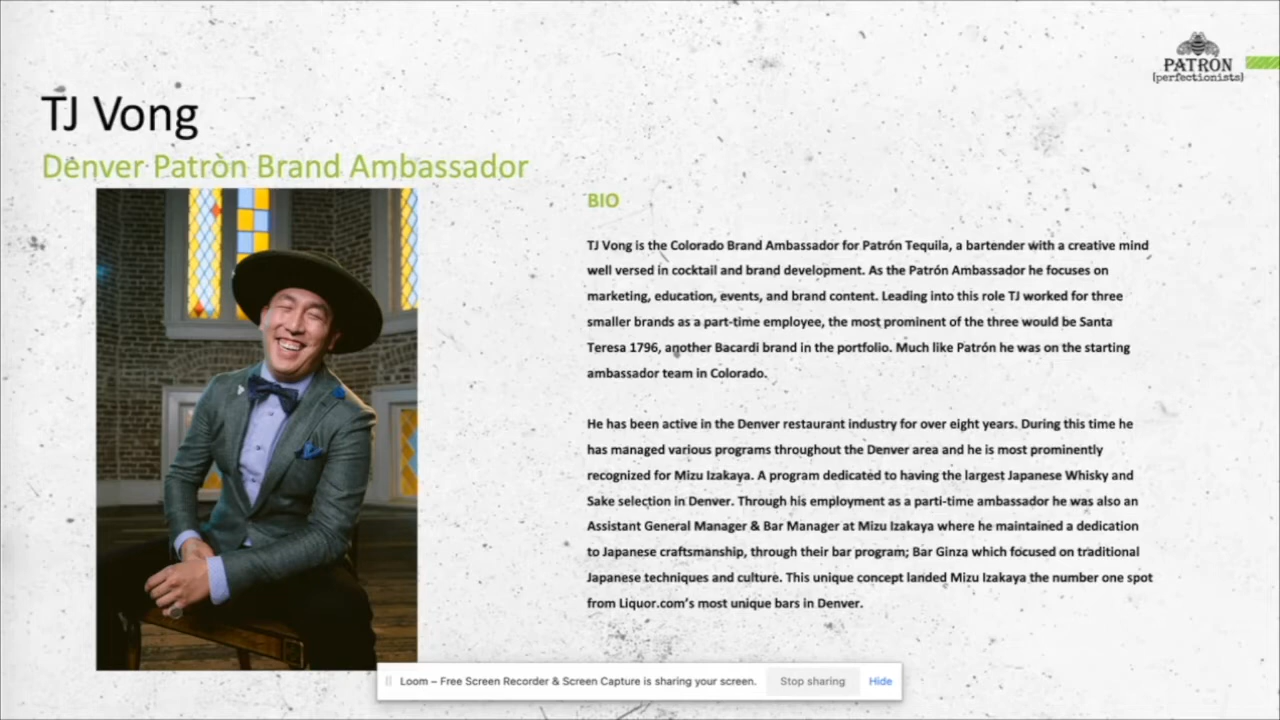 PATRÓN
{perfectionists}
TJ Vong
Denver Patròn Brand Ambassador
BIO
TJ Vong is the Colorado Brand Ambassador for Patrón Tequila, a bartender with a creative mind
well versed in cocktail and brand development. As the Patrón Ambassador he focuses on
marketing, education, events, and brand content. Leading into this role TJ worked for three
smaller brands as a part-time employee, the most prominent of the three would be Santa
Teresa 1796, another Bacardi brand in the portfolio. Much like Patrón he was on the starting
ambassador team in Colorado.
He has been active in the Denver restaurant industry for over eight years. During this time he
has managed various programs throughout the Denver area and he is most prominently
recognized for Mizu Izakaya. A program dedicated to having the largest Japanese Whisky and
Sake selection in Denver. Through his employment as a parti-time ambassador he was also an
Assistant General Manager & Bar Manager at Mizu Izakaya where he maintained a dedication
to Japanese craftsmanship, through their bar program; Bar Ginza which focused on traditional
Japanese techniques and culture. This unique concept landed Mizu Izakaya the number one spot
from Liquor.com's most unique bars in Denver.
Loom – Free Screen Recorder & Screen Capture is sharing your screen.
Stop sharing
Hide